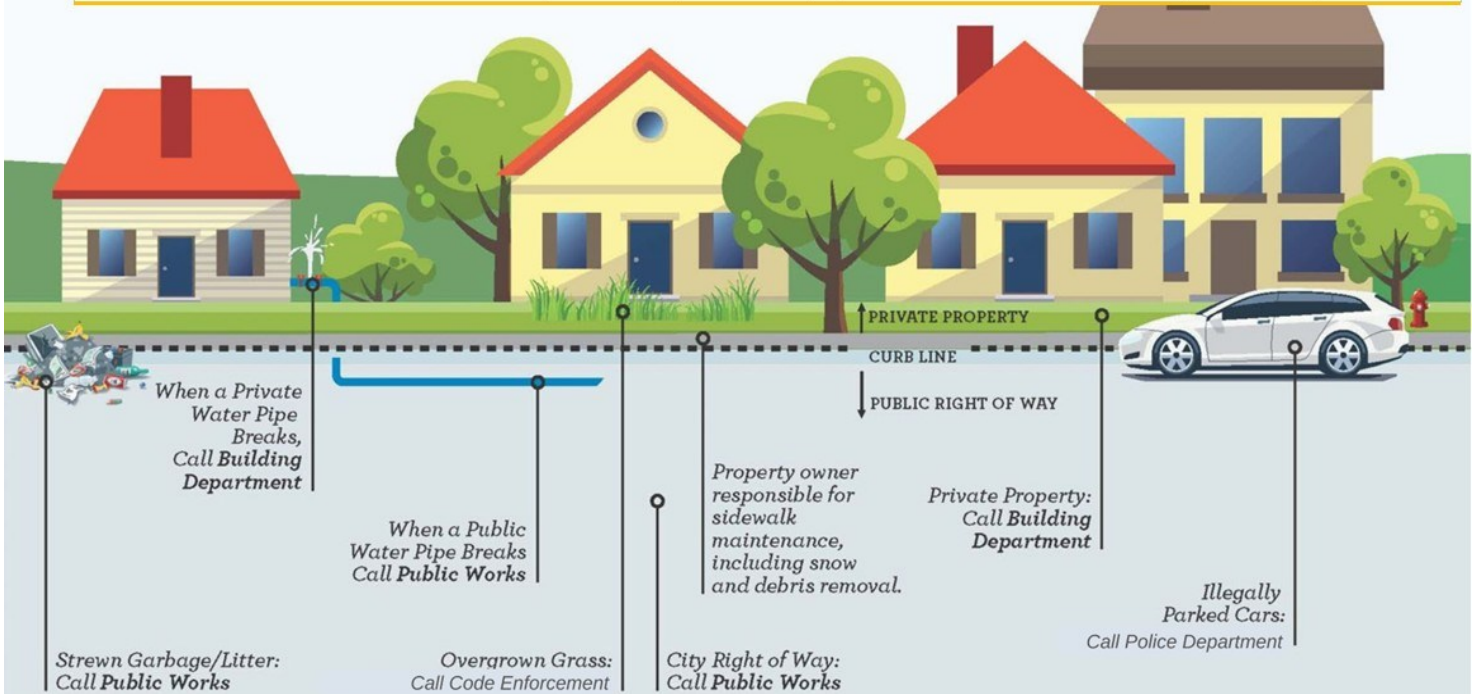 PRIVATE PROPERTY
CURB LINE
PUBLIC RIGHT OF WAY
When a Private
Water Pipe
Breaks,
Call Building
Department
When a Public
Water Pipe Breaks
Call Public Works
Property owner
responsible for
sidewalk
maintenance,
including snow
and debris removal.
Private Property:
Call Building
Department
Illegally
Parked Cars:
Call Police Department
Strewn Garbage/Litter:
Call Public Works
Overgrown Grass:
Call Code Enforcement
City Right of Way:
Call Public Works